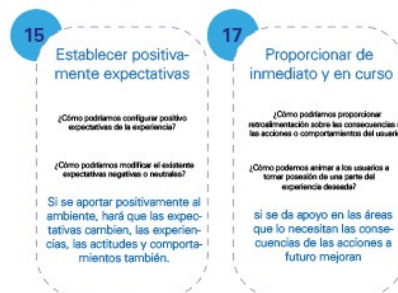 15
Establecer positiva-
mente expectativas
¿Cómo podríamos configurar positivo
expectativas de la experiencia?
¿Cómo podríamos modificar el existente
expectativas negativas o neutrales?
Si se aportar positivamente al
ambiente, hará que las expec-
tativas cambien, las experien-
cias, las actitudes y comporta-
mientos también.
17
Proporcionar de
inmediato y en curso
¿Cómo podríamos proporcionar
retroalimentación sobre las consecuencias
las acciones o comportamientos del
¿Cómo podemos animar a los usuarios a
tomar posesión de una parte del
experiencia deseada?
si se da apoyo en las áreas
que lo necesitan las conse-
cuencias de las acciones a
futuro mejoran